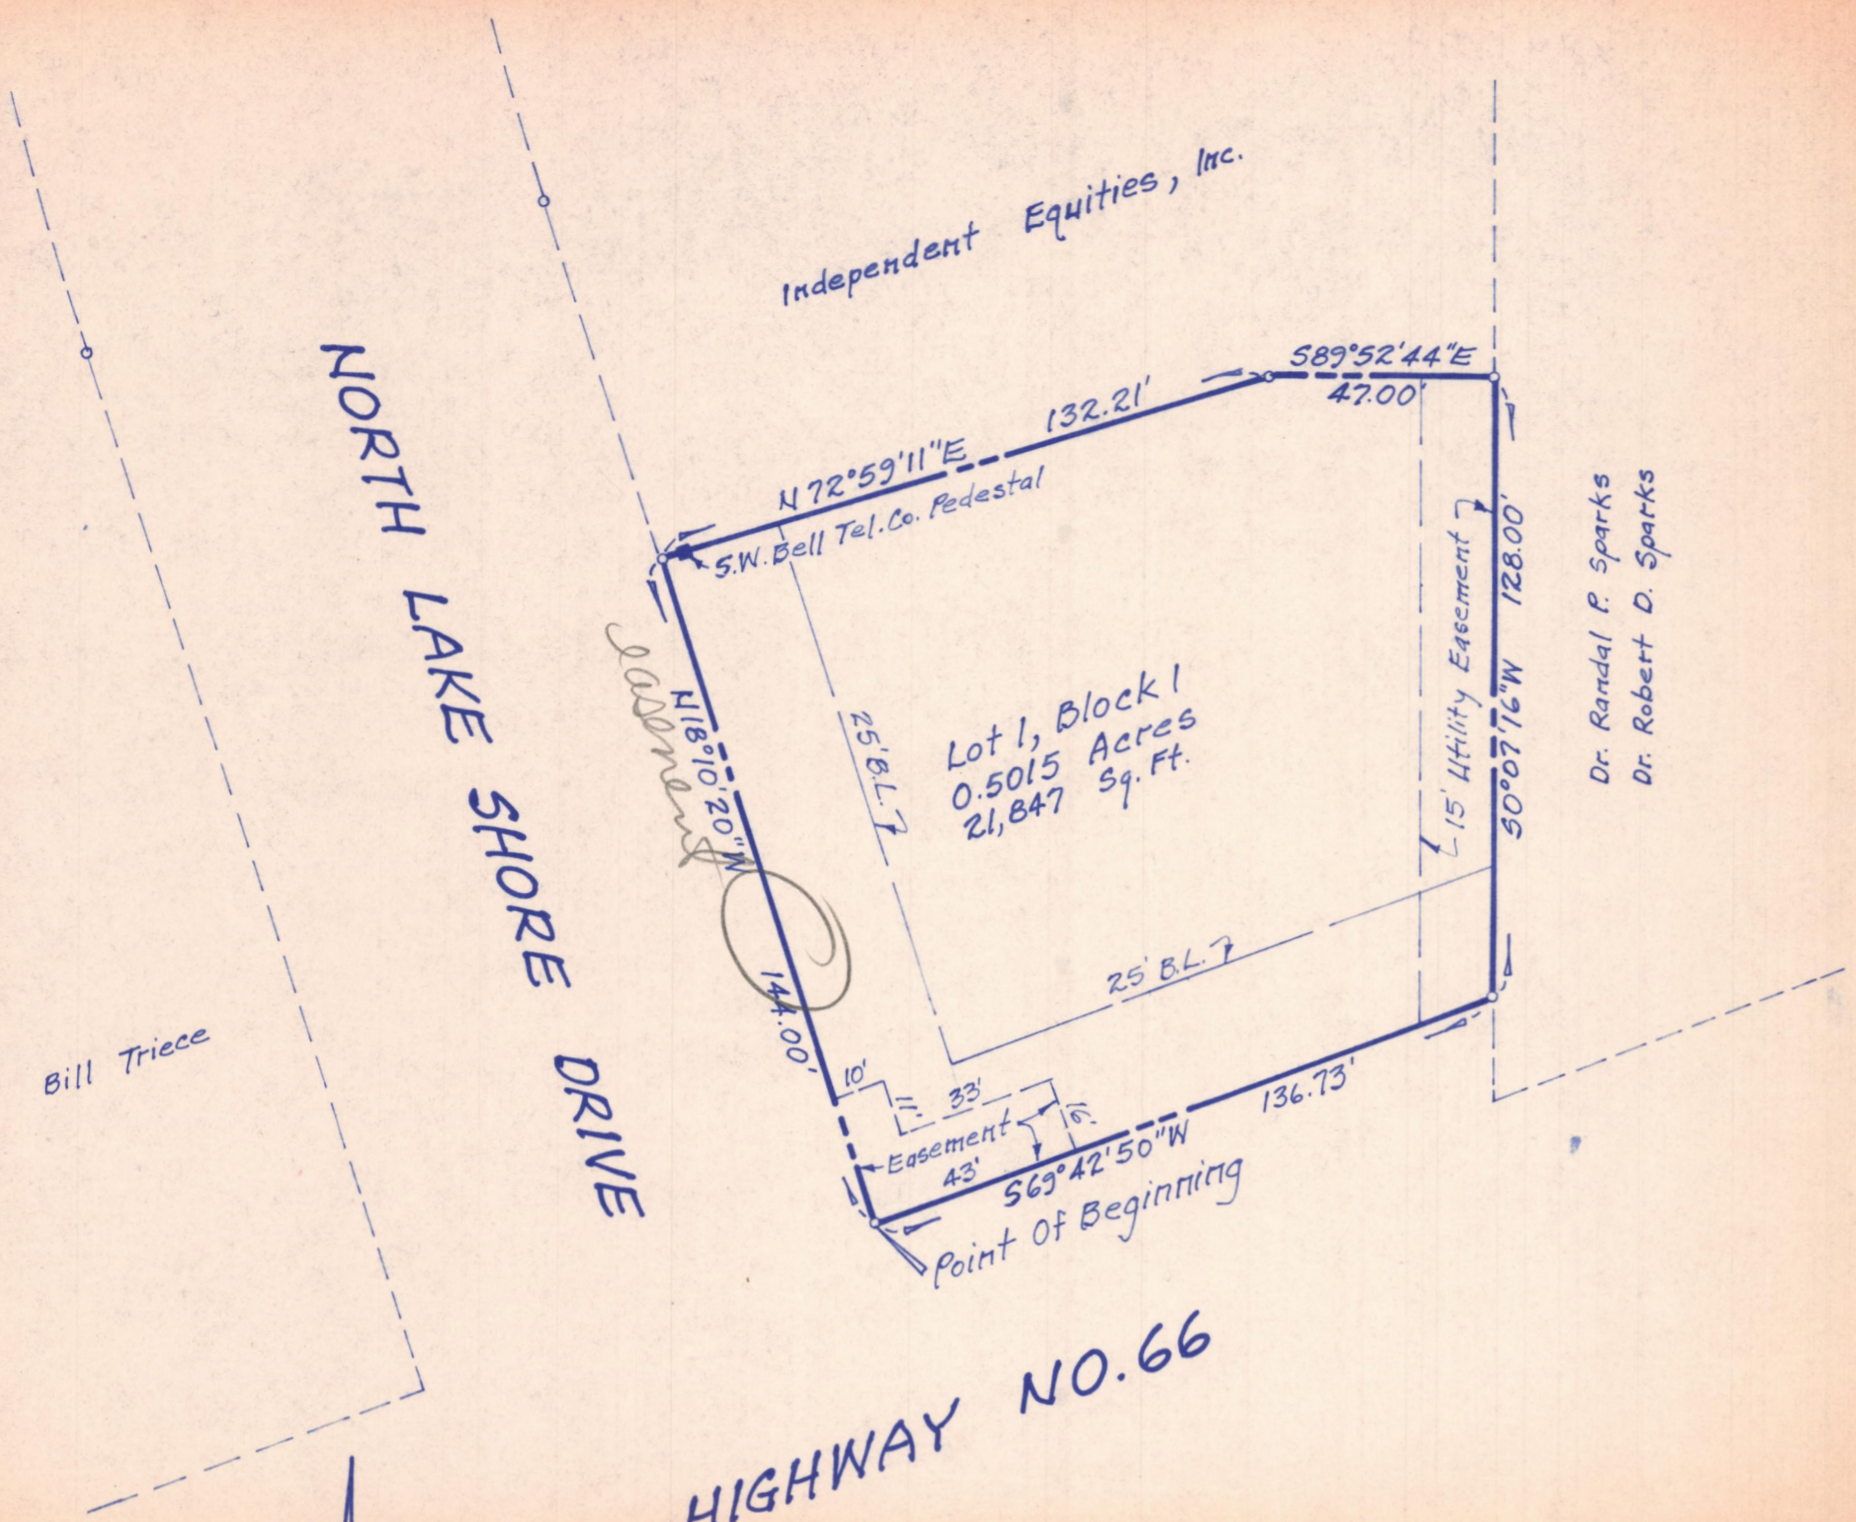 Independent Equities, Inc.
S89°52'44"E
47.00'
132.21'
N 72°59'11"E
S.W. Bell Tel. Co. Pedestal
NORTH LAKE SHORE DRIVE
easement
N18°10'20"W
144.00'
25' B.L.
Lot 1, Block 1
0.5015 Acres
21,847 Sq. Ft.
15' Utility Easement
S0°07'16"W 128.00'
Dr. Randal P. Sparks
Dr. Robert D. Sparks
25' B.L.
Bill Triece
10'
11'
33'
16'
Easement
43'
S69°42'50"W
136.73'
Point Of Beginning
HIGHWAY NO. 66